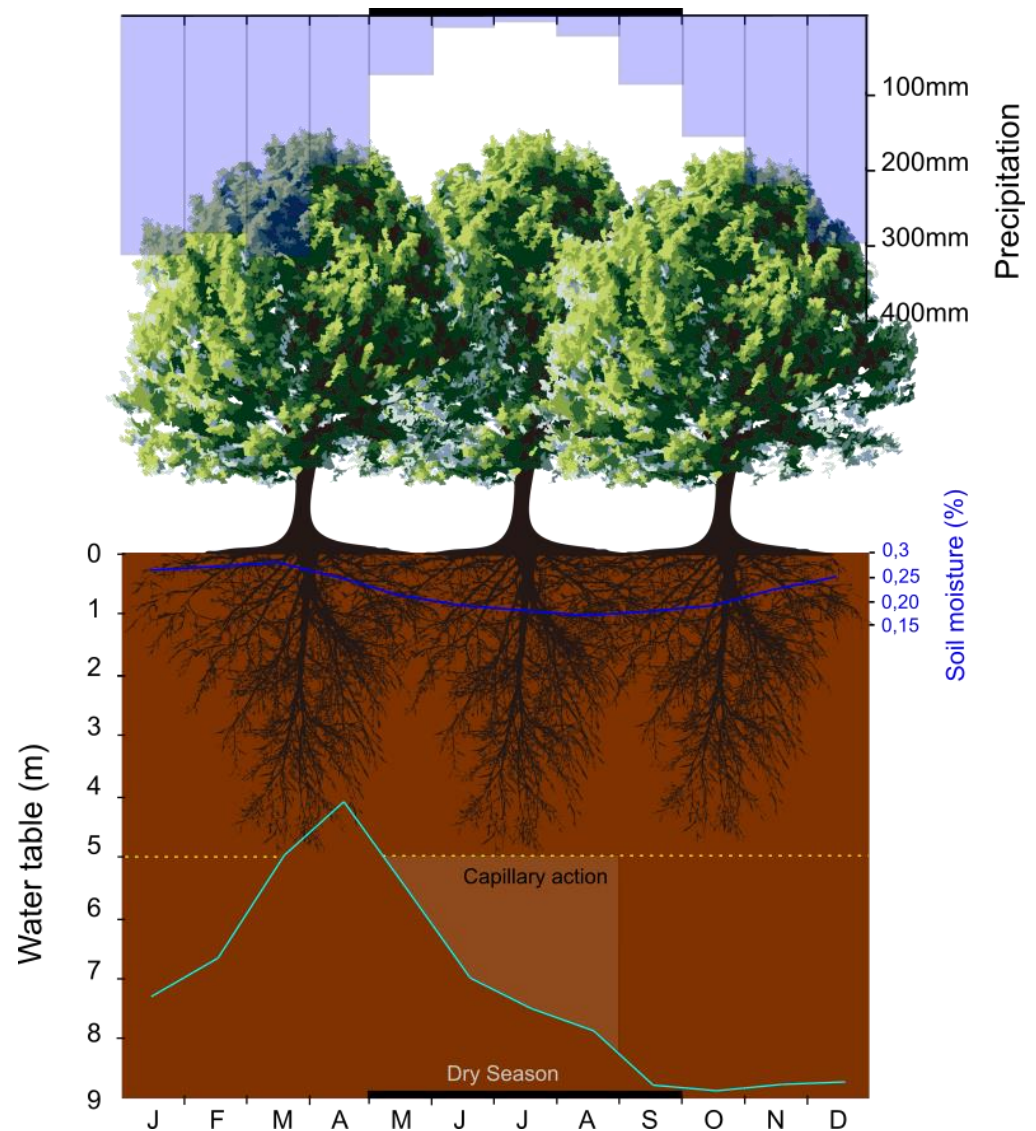 100mm
200mm
300mm
400mm
Precipitation
0
1
2
3
4
5
6
7
8
9
Water table (m)
0,3
0,25
0,20
0,15
Soil moisture (%)
Capillary action
Dry Season
J F M A M J J A S O N D